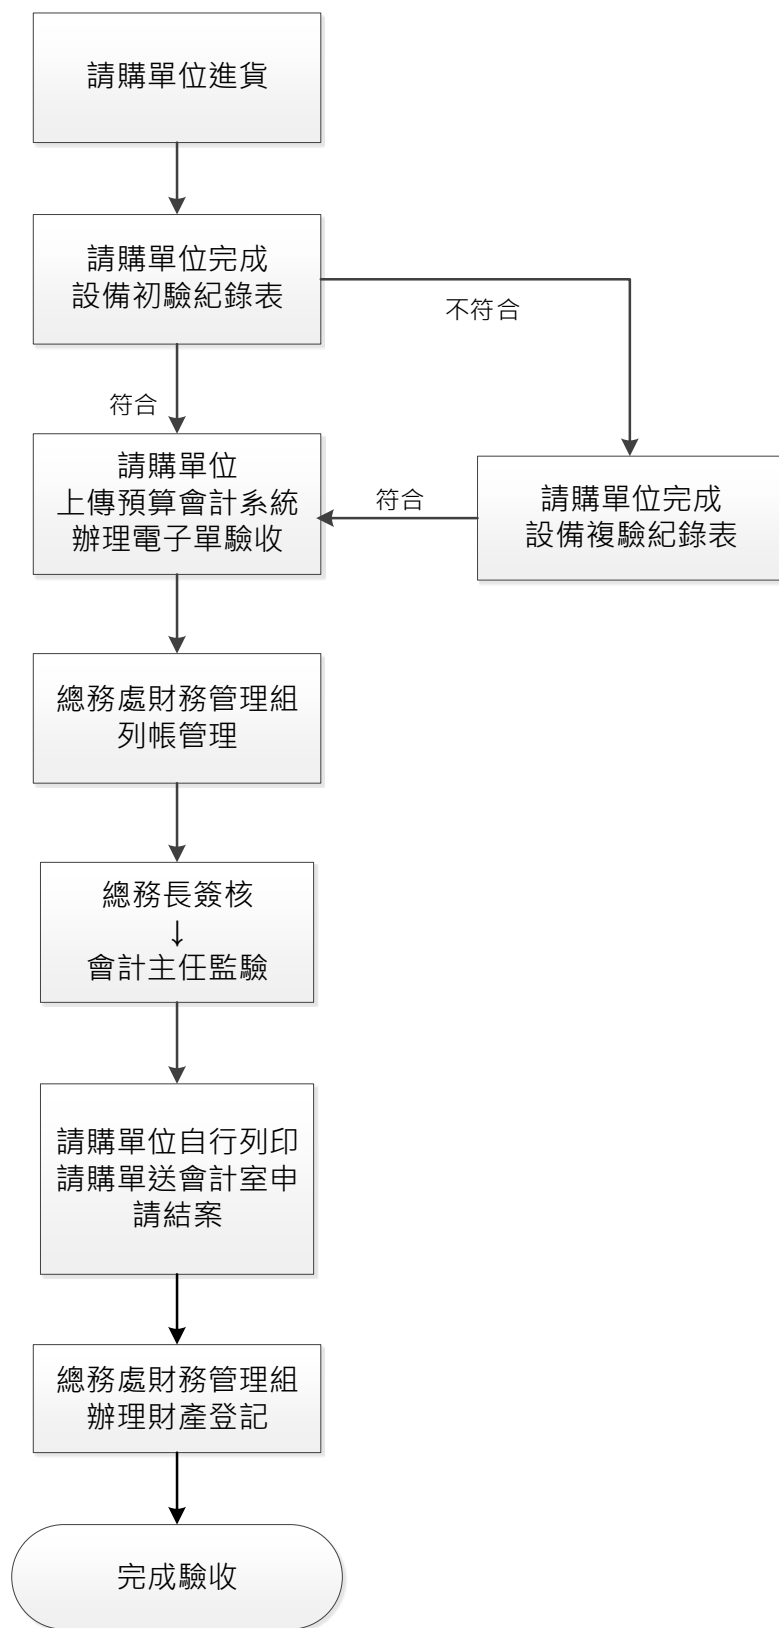 請購單位進貨
請購單位完成
設備初驗紀錄表
不符合
符合
請購單位
上傳預算會計系統
辦理電子單驗收
符合
請購單位完成
設備複驗紀錄表
總務處財務管理組
列帳管理
總務長簽核
↓
會計主任監驗
請購單位自行列印
請購單送會計室申
請結案
總務處財務管理組
辦理財產登記
完成驗收